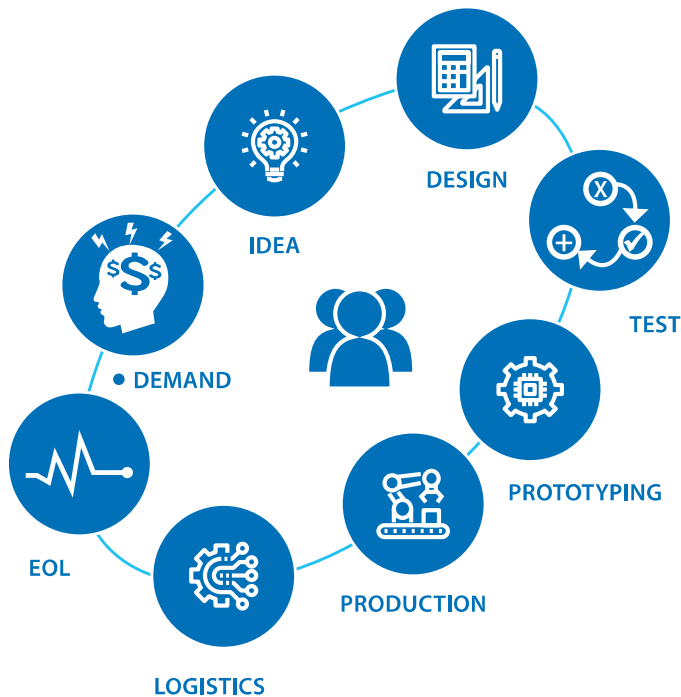 DESIGN
IDEA
TEST
$$$
X
• DEMAND
PROTOTYPING
EOL
PRODUCTION
LOGISTICS